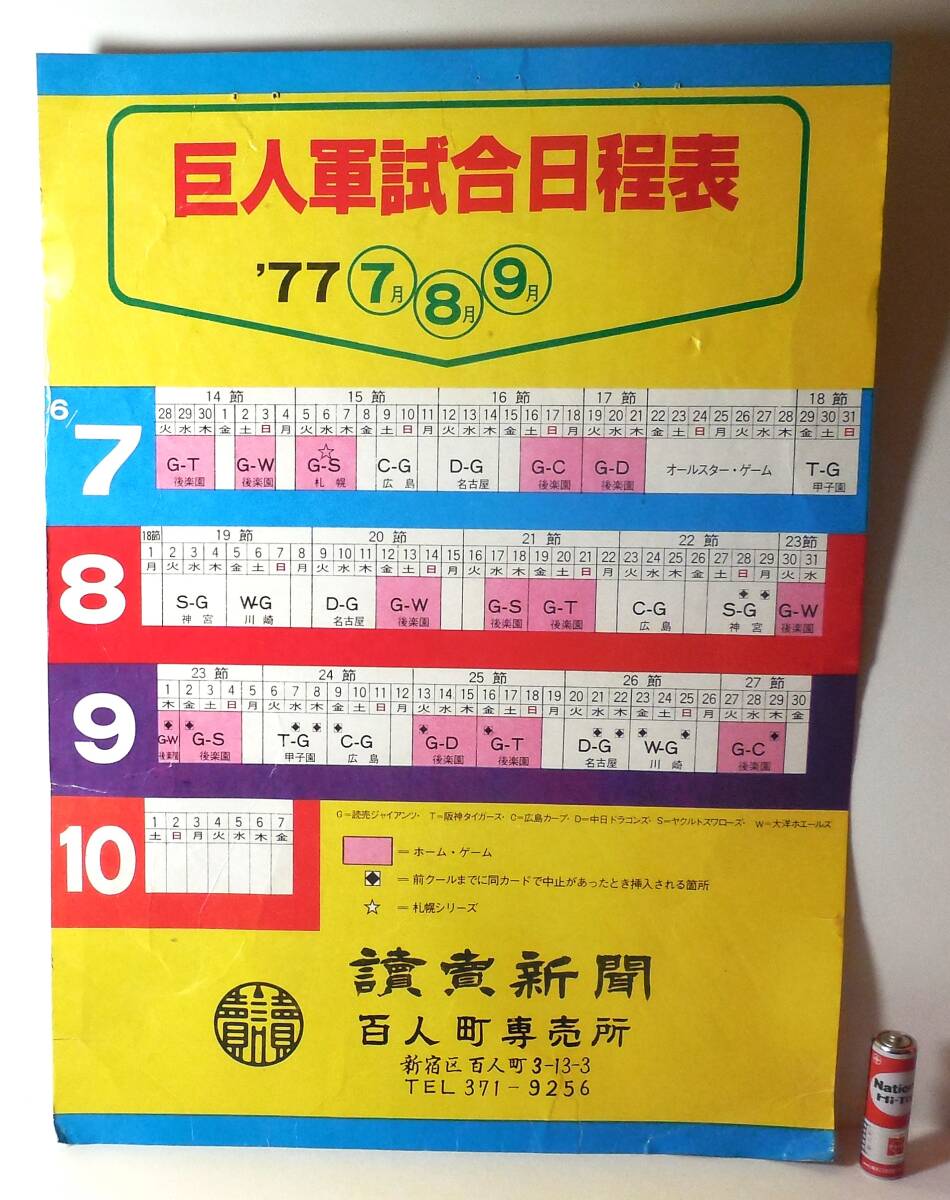 巨人軍試合日程表
'77 7月 8月 9月
6/7
14節 15節 16節 17節 18節
28 29 30 1 2 3 4 5 6 7 8 9 10 11 12 13 14 15 16 17 18 19 20 21 22 23 24 25 26 27 28 29 30 31
火 水 木 金 土 日 月 火 水 木 金 土 日 月 火 水 木 金 土 日 月 火 水 木 金 土 日 月 火 水 木 金 土 日
G-T G-W G-S C-G D-G G-C G-D オールスター・ゲーム T-G
後楽園 後楽園 札幌 広島 名古屋 後楽園 後楽園 甲子園
8
18節 19節 20節 21節 22節 23節
1 2 3 4 5 6 7 8 9 10 11 12 13 14 15 16 17 18 19 20 21 22 23 24 25 26 27 28 29 30 31
月 火 水 木 金 土 日 月 火 水 木 金 土 日 月 火 水 木 金 土 日 月 火 水 木 金 土 日 月 火 水
S-G W-G D-G G-W G-S G-T C-G S-G G-W
神宮 川崎 名古屋 後楽園 後楽園 後楽園 広島 神宮 後楽園
9
23節 24節 25節 26節 27節
1 2 3 4 5 6 7 8 9 10 11 12 13 14 15 16 17 18 19 20 21 22 23 24 25 26 27 28 29 30
木 金 土 日 月 火 水 木 金 土 日 月 火 水 木 金 土 日 月 火 水 木 金 土 日 月 火 水 木 金
G-W G-S T-G C-G G-D G-T D-G W-G G-C
後楽園 後楽園 甲子園 広島 後楽園 後楽園 名古屋 川崎 後楽園
10
1 2 3 4 5 6 7
土 日 月 火 水 木 金
G=読売ジャイアンツ・ T=阪神タイガース・ C=広島カープ・ D=中日ドラゴンズ・ S=ヤクルトスワローズ・ W=大洋ホエールズ
=ホーム・ゲーム
=前クールまでに同カードで中止があったとき挿入される箇所
☆ =札幌シリーズ
讀賣
讀賣新聞
百人町専売所
新宿区百人町3-13-3
TEL 371-9256
Nation
Hi-To